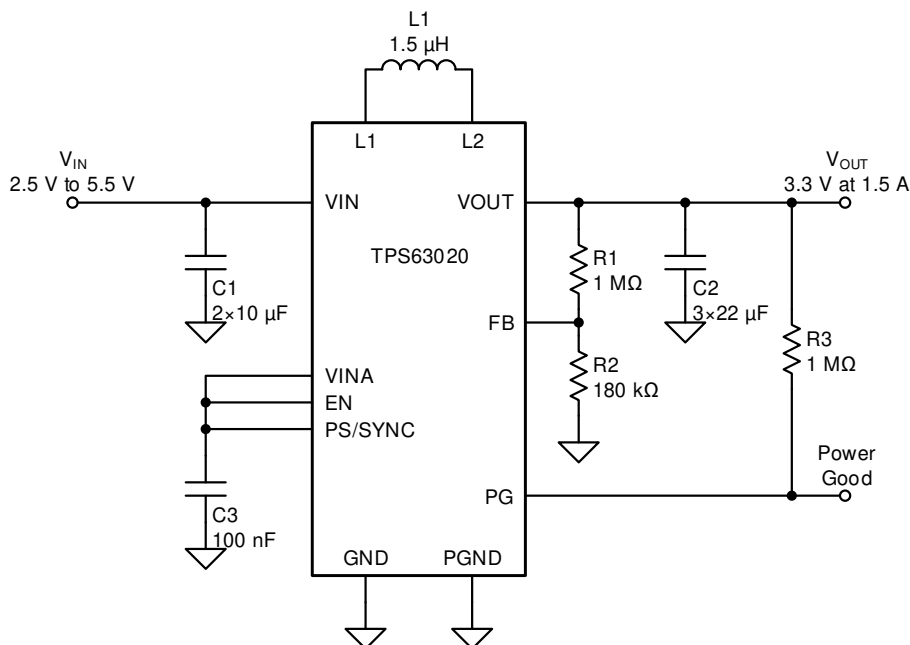 L1
1.5 µH
L1
L2
VIN
2.5 V to 5.5 V
VOUT
3.3 V at 1.5 A
VIN
VOUT
TPS63020
C1
2×10 µF
R1
1 MΩ
C2
3×22 µF
FB
R3
1 MΩ
R2
180 kΩ
VINA
EN
PS/SYNC
Power
Good
PG
C3
100 nF
GND
PGND